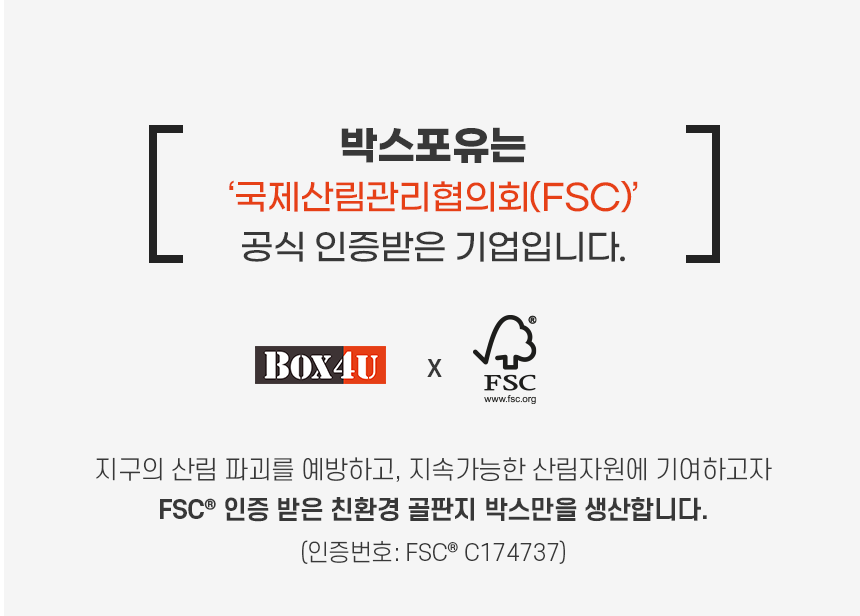 박스포유는
‘국제산림관리협의회(FSC)’
공식 인증받은 기업입니다.
BOX4U x FSC®
www.fsc.org
지구의 산림 파괴를 예방하고, 지속가능한 산림자원에 기여하고자
FSC® 인증 받은 친환경 골판지 박스만을 생산합니다.
(인증번호: FSC® C174737)